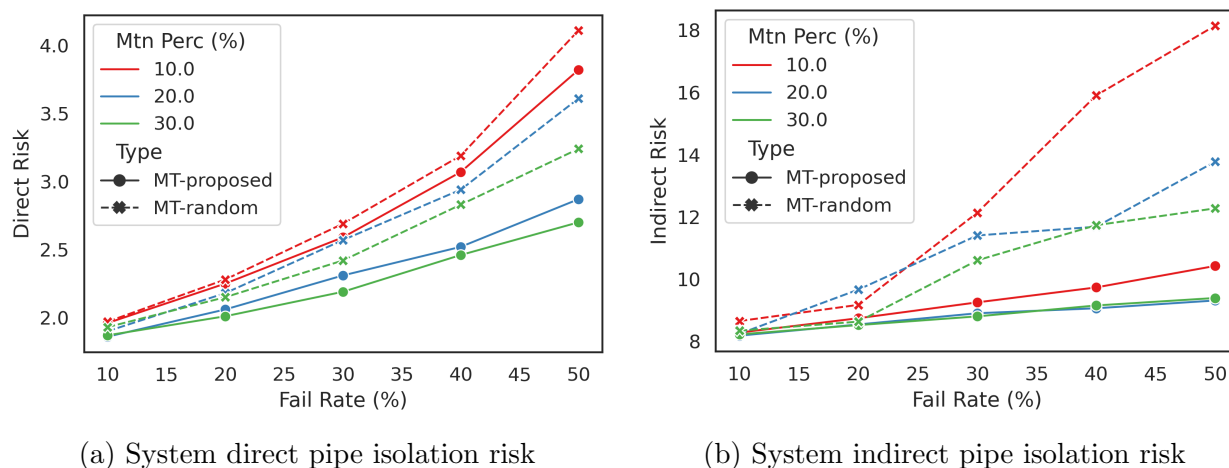 Mtn Perc (%)
10.0
20.0
30.0
Type
MT-proposed
MT-random
Direct Risk
4.0
3.5
3.0
2.5
2.0
10 15 20 25 30 35 40 45 50
Fail Rate (%)
(a) System direct pipe isolation risk
Mtn Perc (%)
10.0
20.0
30.0
Type
MT-proposed
MT-random
Indirect Risk
18
16
14
12
10
8
10 15 20 25 30 35 40 45 50
Fail Rate (%)
(b) System indirect pipe isolation risk